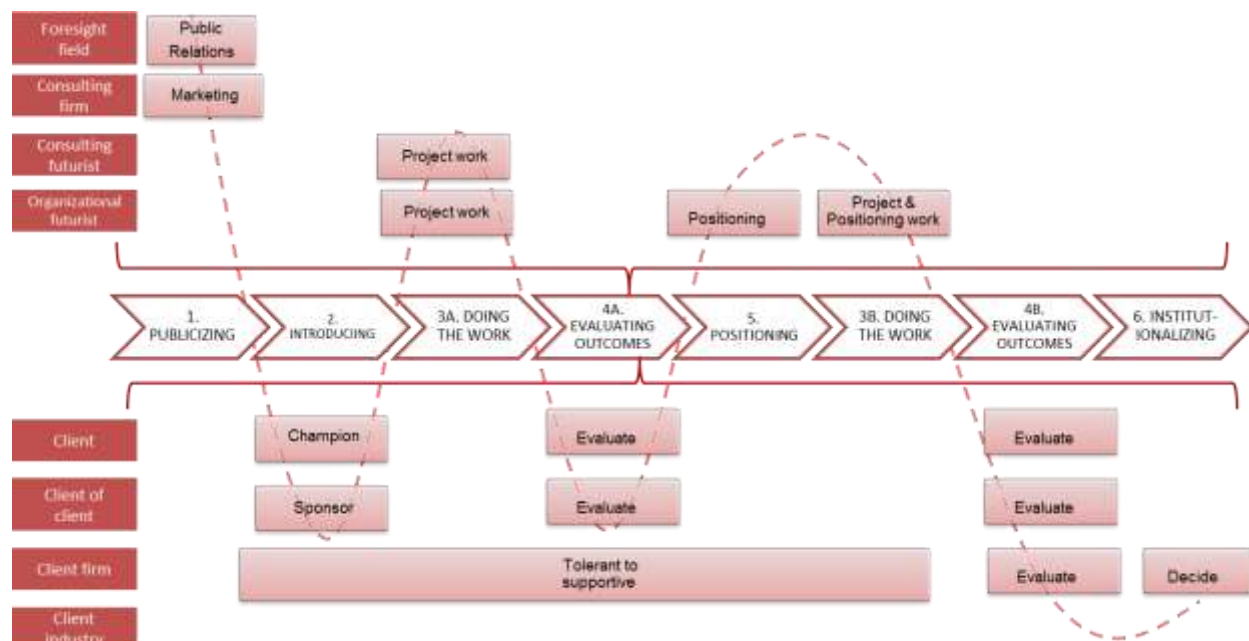 Foresight
field
Public
Relations
Consulting
firm
Marketing
Consulting
futurist
Project work
Organizational
futurist
Project work
Positioning
Project &
Positioning work
1.
PUBLICIZING
2.
INTRODUCIING
3A. DOING
THE WORK
4A.
EVALUATING
OUTCOMES
5.
POSITIONING
3B. DOING
THE WORK
4B.
EVALUATING
OUTCOMES
6. INSTITUT-
IONALIZING
Client
Champion
Evaluate
Evaluate
Client of
client
Sponsor
Evaluate
Evaluate
Client firm
Tolerant to
supportive
Evaluate
Decide
Client
industry